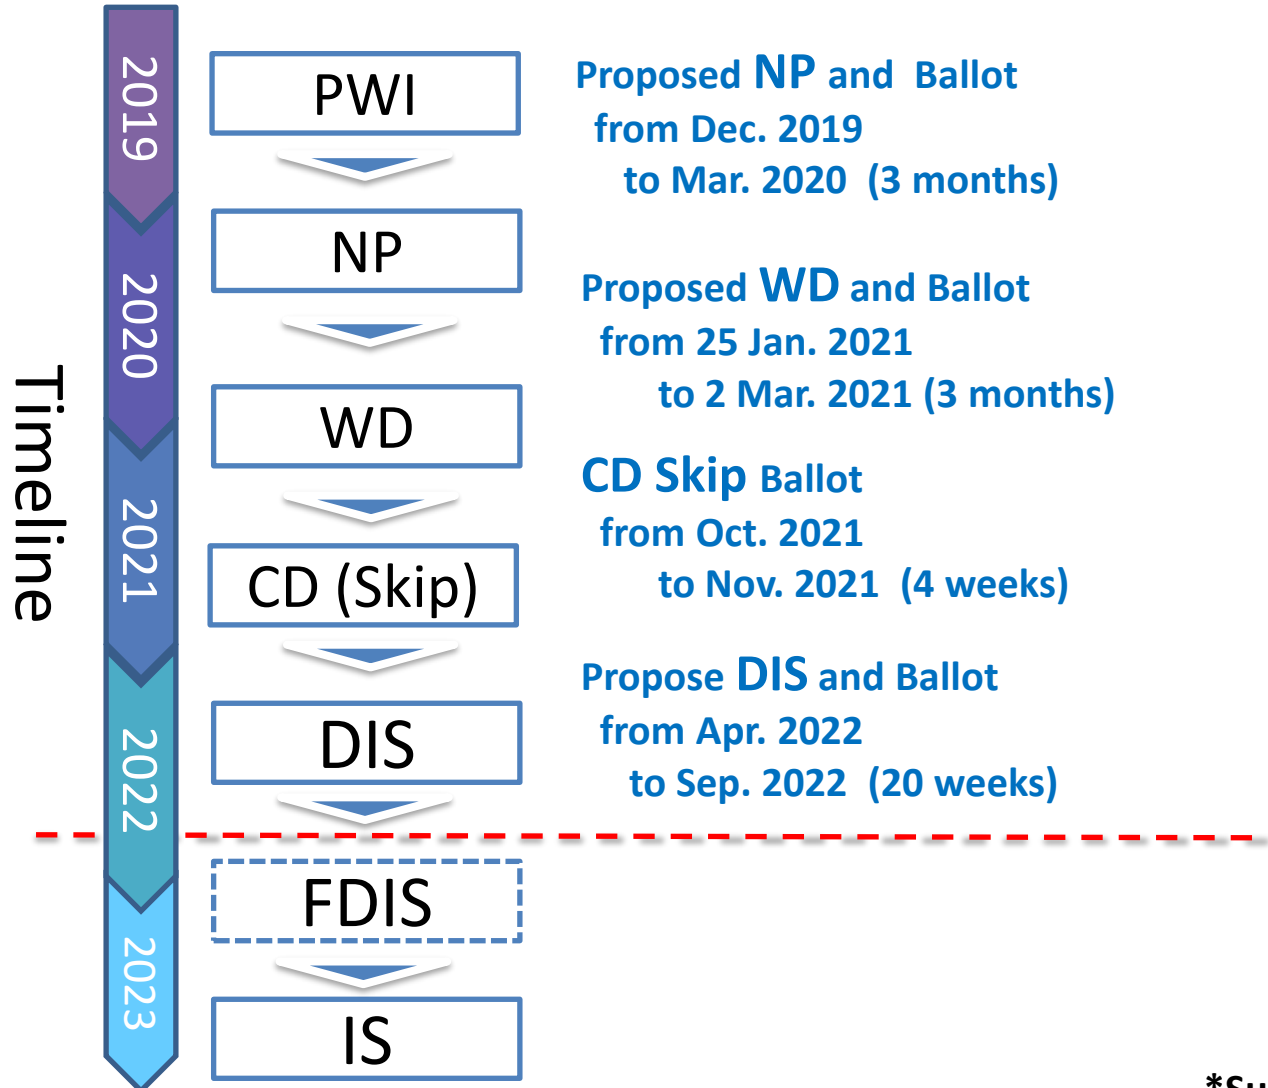 Timeline
2019
2020
2021
2022
2023
PWI
NP
WD
CD (Skip)
DIS
FDIS
IS
Proposed NP and Ballot
from Dec. 2019
to Mar. 2020 (3 months)
Proposed WD and Ballot
from 25 Jan. 2021
to 2 Mar. 2021 (3 months)
CD Skip Ballot
from Oct. 2021
to Nov. 2021 (4 weeks)
Propose DIS and Ballot
from Apr. 2022
to Sep. 2022 (20 weeks)